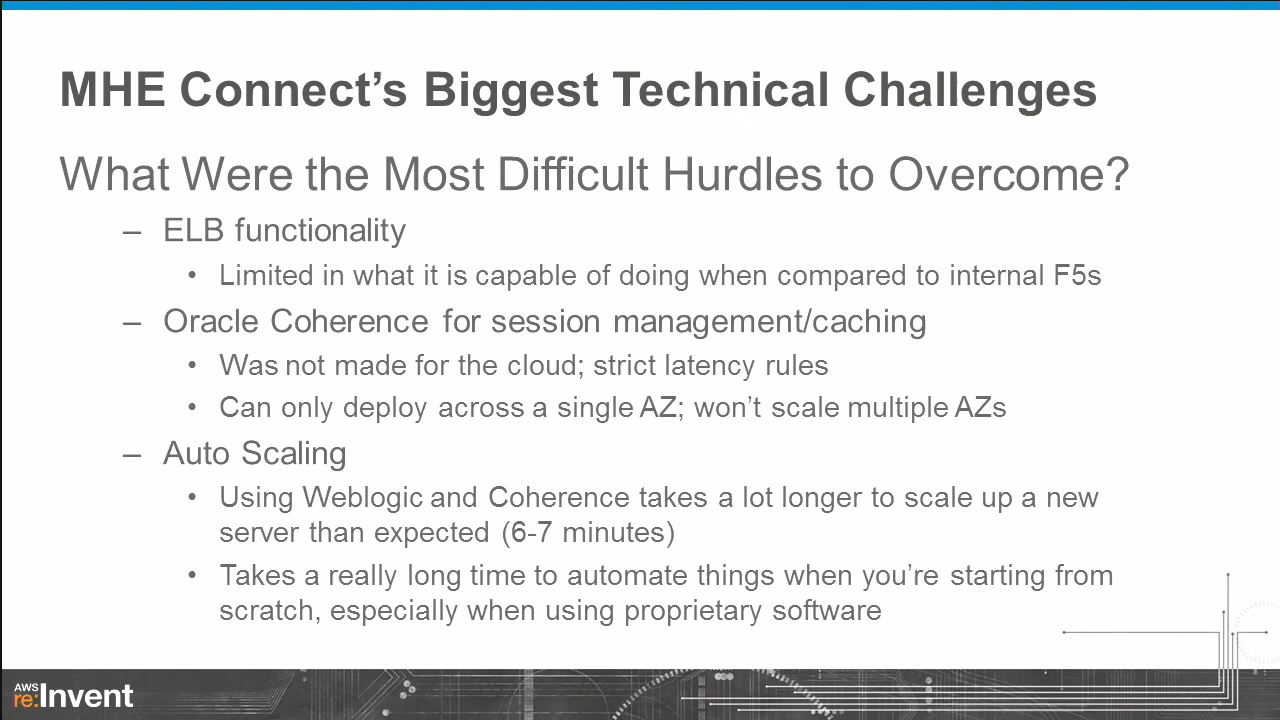 MHE Connect’s Biggest Technical Challenges
What Were the Most Difficult Hurdles to Overcome?
– ELB functionality
• Limited in what it is capable of doing when compared to internal F5s
– Oracle Coherence for session management/caching
• Was not made for the cloud; strict latency rules
• Can only deploy across a single AZ; won’t scale multiple AZs
– Auto Scaling
• Using Weblogic and Coherence takes a lot longer to scale up a new
server than expected (6-7 minutes)
• Takes a really long time to automate things when you’re starting from
scratch, especially when using proprietary software
AWS
re:Invent